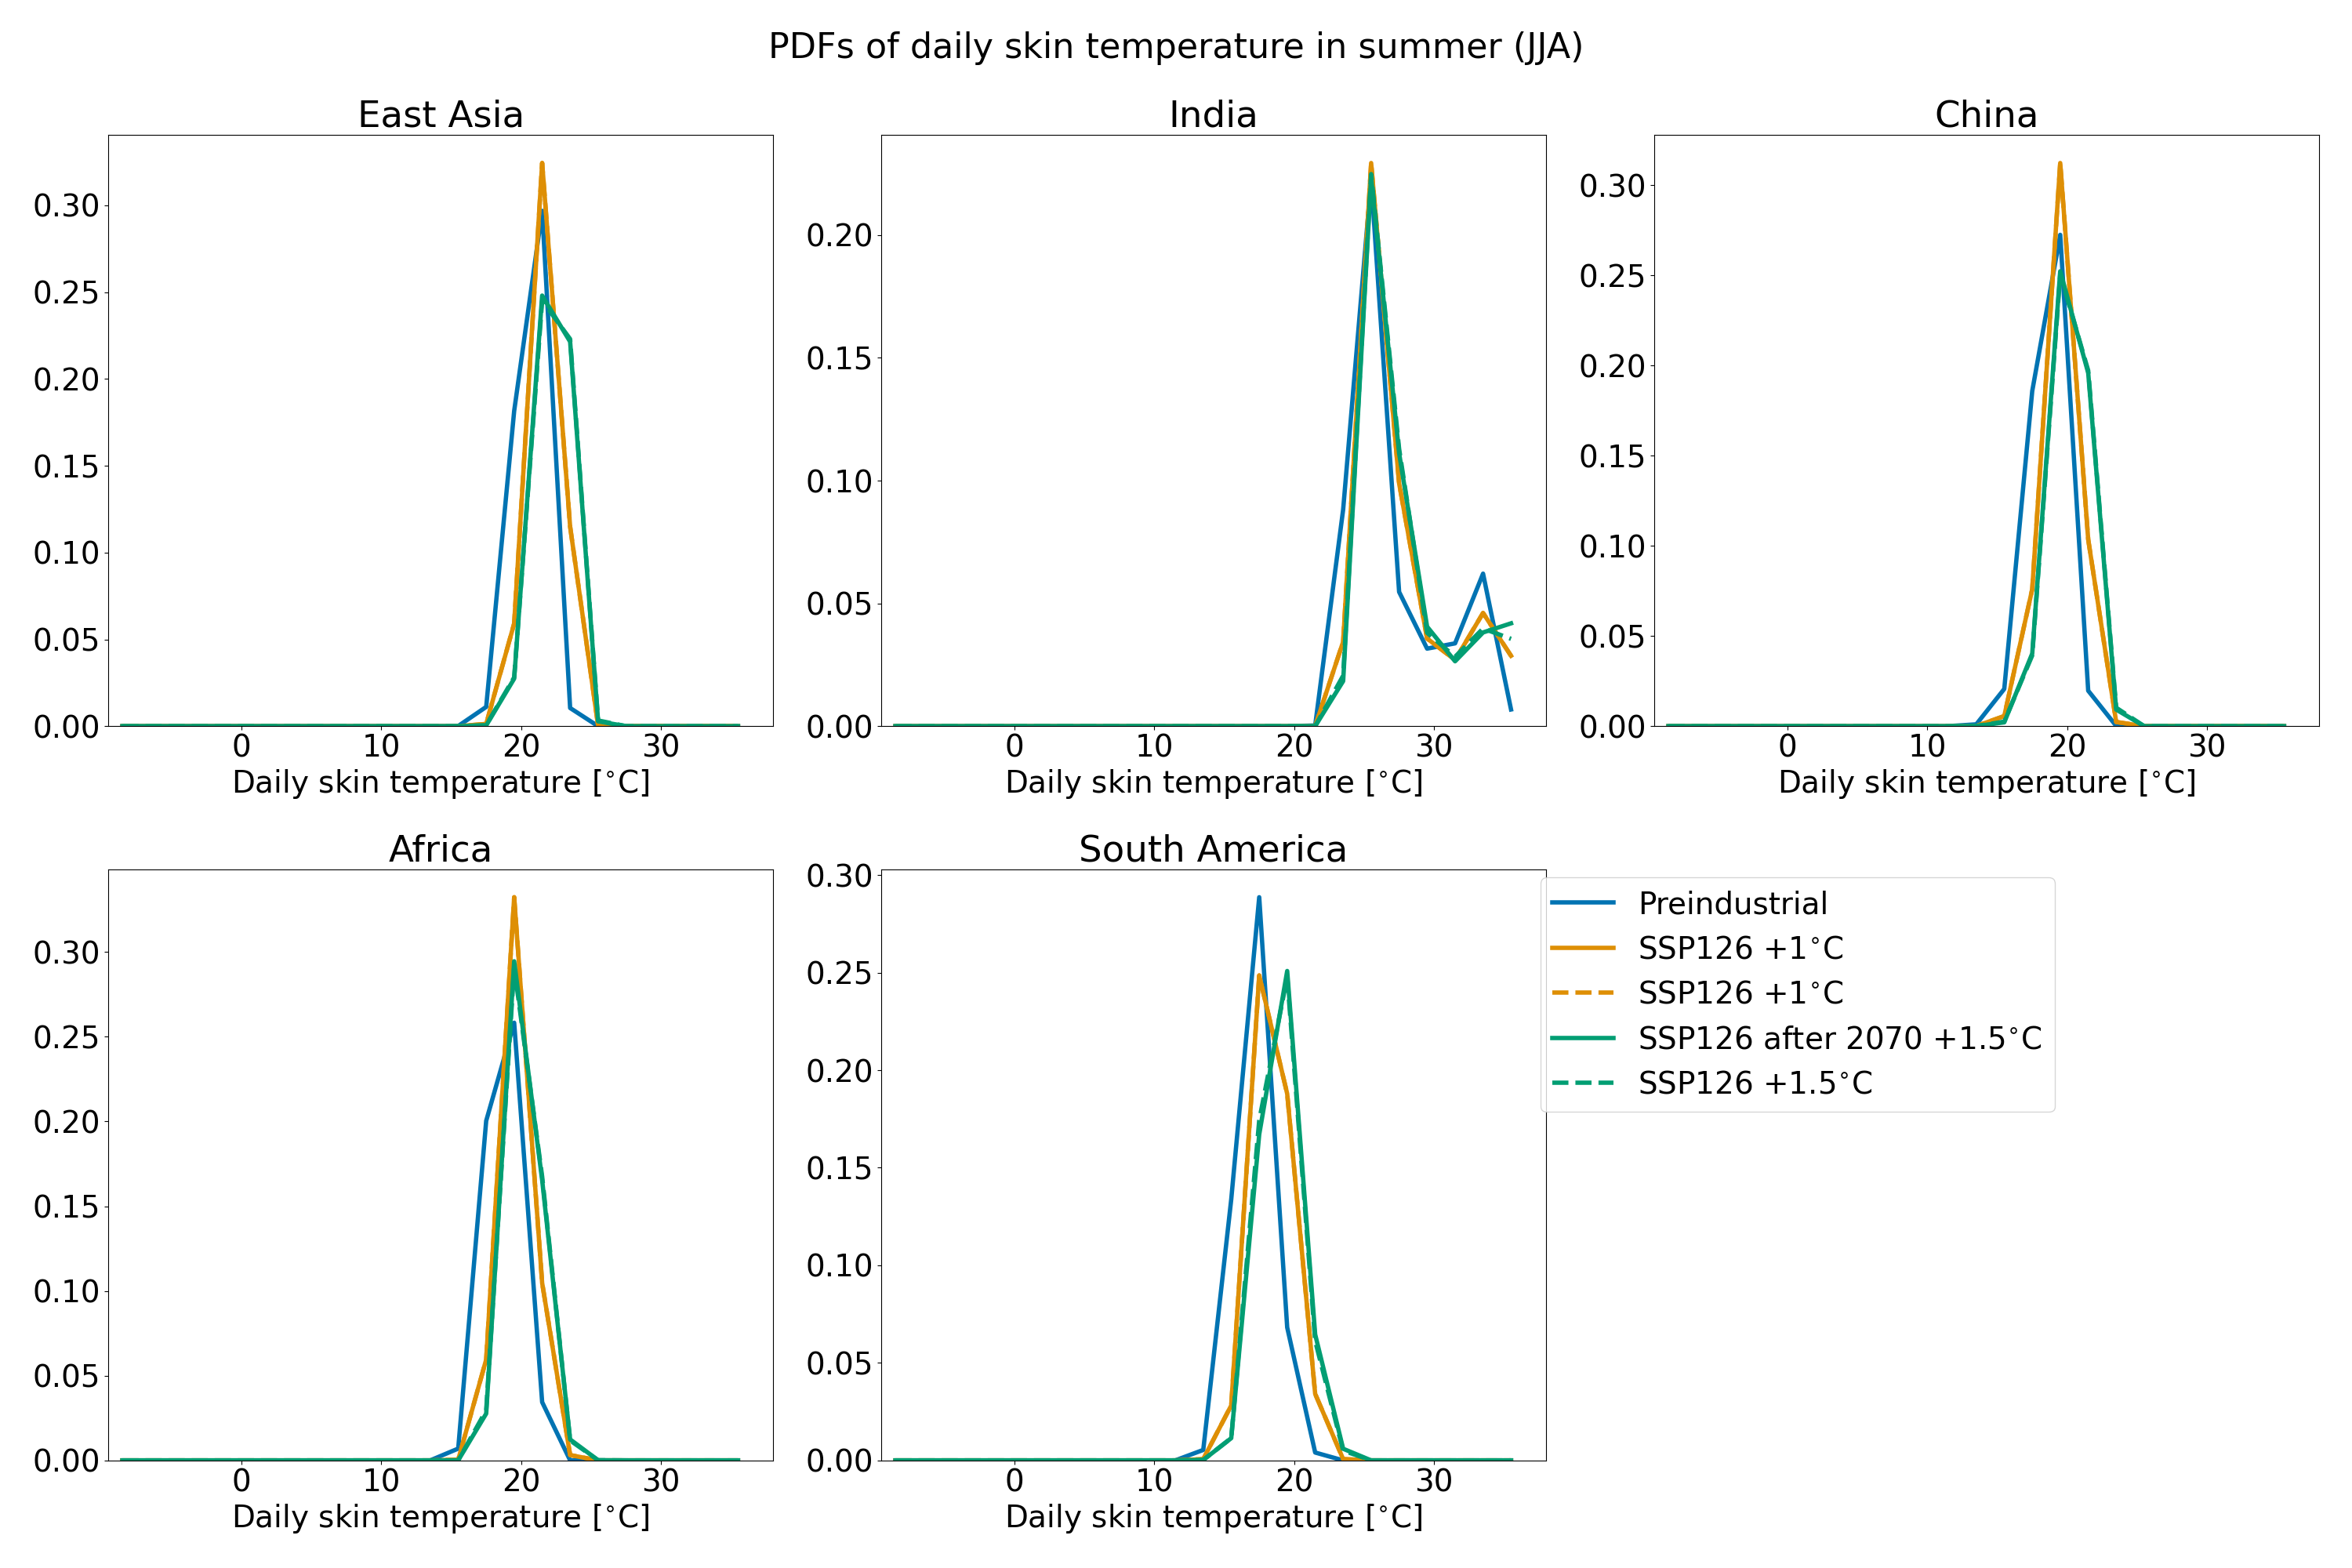 PDFs of daily skin temperature in summer (JJA)
East Asia
0.30
0.25
0.20
0.15
0.10
0.05
0.00
0 10 20 30
Daily skin temperature [°C]
India
0.20
0.15
0.10
0.05
0.00
0 10 20 30
Daily skin temperature [°C]
China
0.30
0.25
0.20
0.15
0.10
0.05
0.00
0 10 20 30
Daily skin temperature [°C]
Africa
0.30
0.25
0.20
0.15
0.10
0.05
0.00
0 10 20 30
Daily skin temperature [°C]
South America
0.30
0.25
0.20
0.15
0.10
0.05
0.00
0 10 20 30
Daily skin temperature [°C]
Preindustrial
SSP126 +1°C
SSP126 +1°C
SSP126 after 2070 +1.5°C
SSP126 +1.5°C